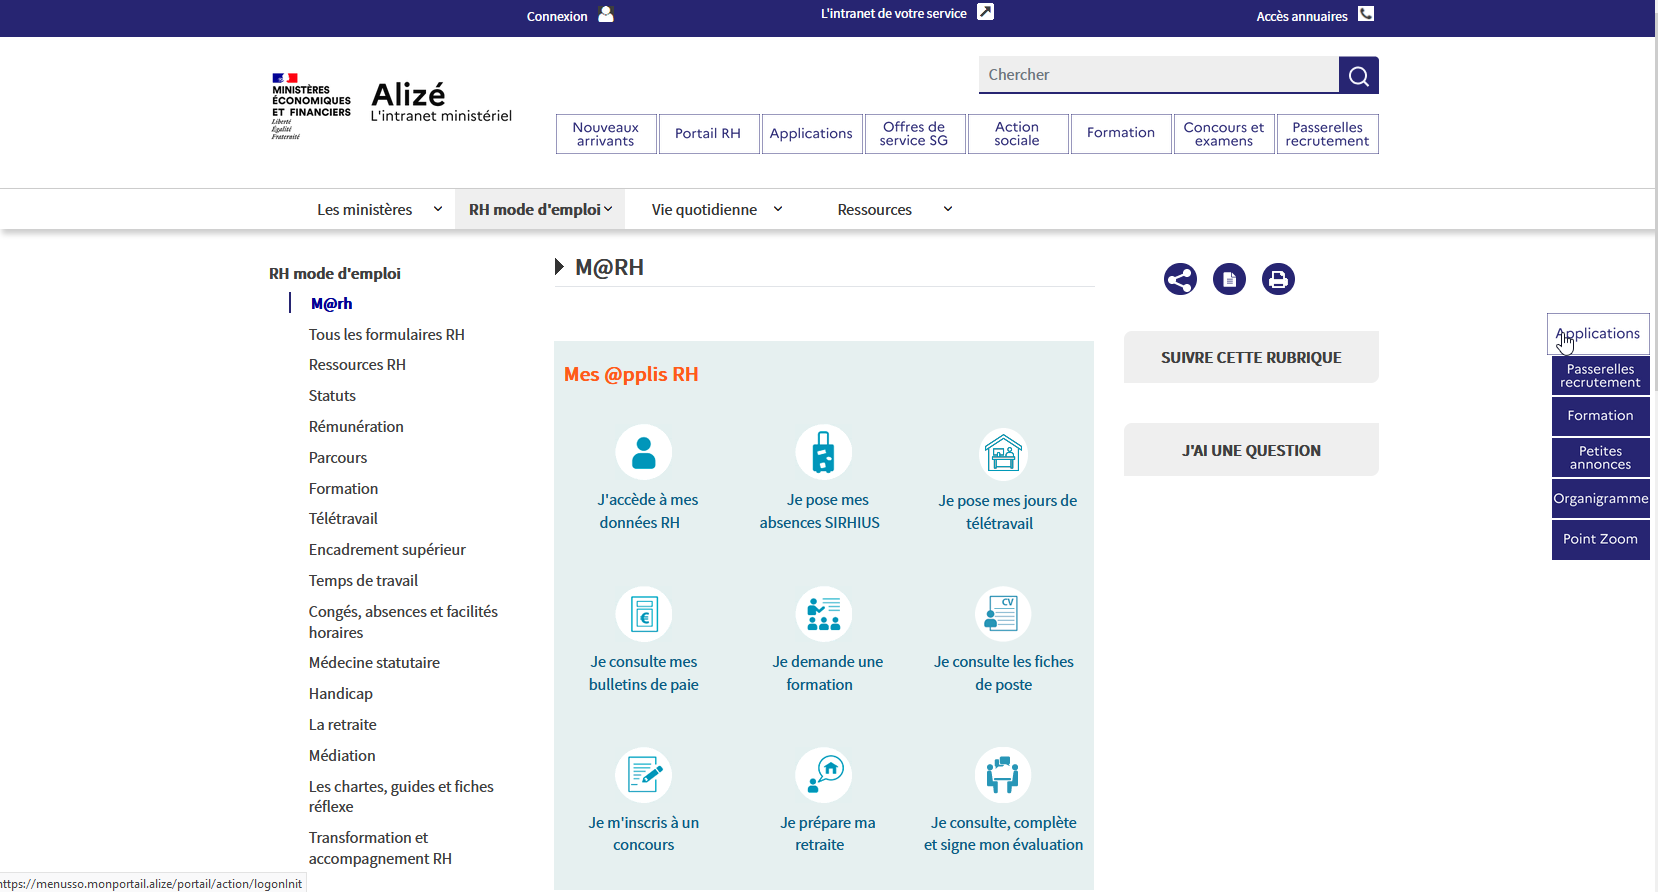 Connexion
L'intranet de votre service
Accès annuaires
MINISTÈRES
ÉCONOMIQUES
ET FINANCIERS
Liberté
Égalité
Fraternité
Alizé
L'intranet ministériel
Chercher
Nouveaux
arrivants
Portail RH
Applications
Offres de
service SG
Action
sociale
Formation
Concours et
examens
Passerelles
recrutement
Les ministères
RH mode d'emploi
Vie quotidienne
Ressources
RH mode d'emploi
M@rh
Tous les formulaires RH
Ressources RH
Statuts
Rémunération
Parcours
Formation
Télétravail
Encadrement supérieur
Temps de travail
Congés, absences et facilités
horaires
Médecine statutaire
Handicap
La retraite
Médiation
Les chartes, guides et fiches
réflexe
Transformation et
accompagnement RH
M@RH
Mes @pplis RH
J'accède à mes
données RH
Je pose mes
absences SIRHIUS
Je pose mes jours de
télétravail
Je consulte mes
bulletins de paie
Je demande une
formation
CV
Je consulte les fiches
de poste
Je m'inscris à un
concours
Je prépare ma
retraite
Je consulte, complète
et signe mon évaluation
SUIVRE CETTE RUBRIQUE
J'AI UNE QUESTION
Applications
Passerelles
recrutement
Formation
Petites
annonces
Organigramme
Point Zoom
https://menusso.monportail.alize/portail/action/logonInit